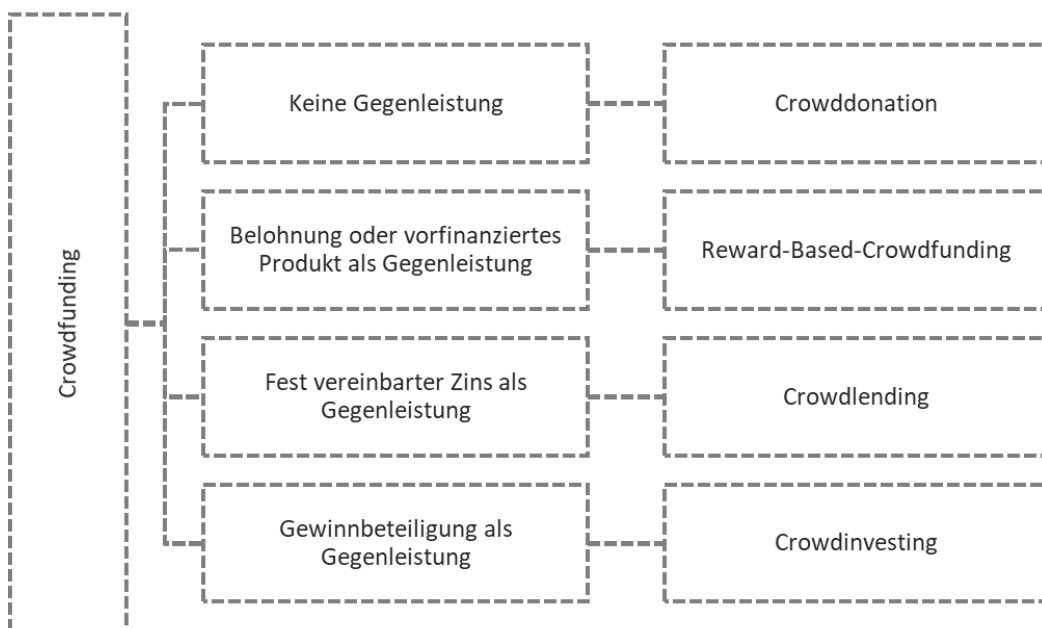 Crowdfunding
Keine Gegenleistung
Crowddonation
Belohnung oder vorfinanziertes
Produkt als Gegenleistung
Reward-Based-Crowdfunding
Fest vereinbarter Zins als
Gegenleistung
Crowdlending
Gewinnbeteiligung als
Gegenleistung
Crowdinvesting